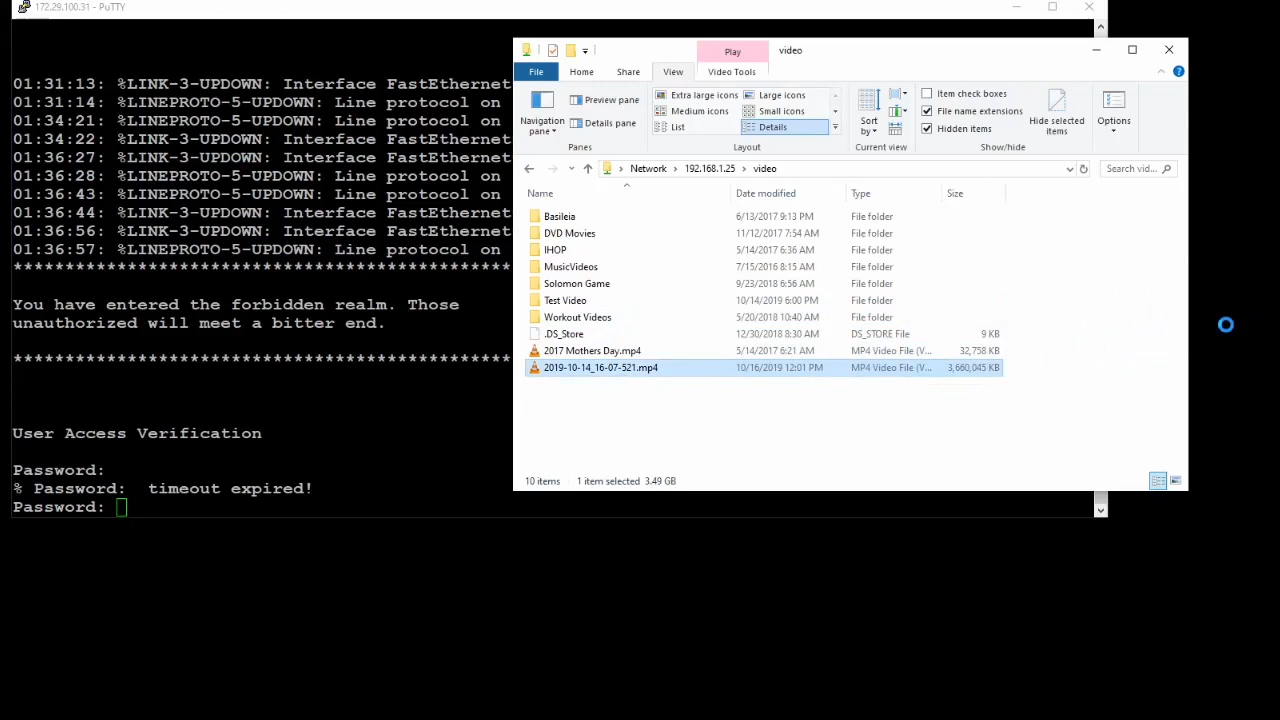 172.29.100.31 - PuTTY
01:31:13: %LINK-3-UPDOWN: Interface FastEthernet
01:31:14: %LINEPROTO-5-UPDOWN: Line protocol on
01:34:21: %LINEPROTO-5-UPDOWN: Line protocol on
01:34:22: %LINK-3-UPDOWN: Interface FastEthernet
01:36:27: %LINK-3-UPDOWN: Interface FastEthernet
01:36:28: %LINEPROTO-5-UPDOWN: Line protocol on
01:36:43: %LINEPROTO-5-UPDOWN: Line protocol on
01:36:44: %LINK-3-UPDOWN: Interface FastEthernet
01:36:56: %LINK-3-UPDOWN: Interface FastEthernet
01:36:57: %LINEPROTO-5-UPDOWN: Line protocol on
************************************************
You have entered the forbidden realm. Those
unauthorized will meet a bitter end.
************************************************
User Access Verification
Password:
% Password:  timeout expired!
Password:
Play video
File Home Share View Video Tools
Navigation pane
Preview pane
Details pane
Panes
Extra large icons Large icons
Medium icons Small icons
List Details
Layout
Sort by
Current view
Item check boxes
File name extensions
Hidden items
Hide selected items
Show/hide
Options
Network > 192.168.1.25 > video
Search vid...
Name Date modified Type Size
Basileia 6/13/2017 9:13 PM File folder
DVD Movies 11/12/2017 7:54 AM File folder
IHOP 5/14/2017 6:36 AM File folder
MusicVideos 7/15/2016 8:15 AM File folder
Solomon Game 9/23/2018 6:56 AM File folder
Test Video 10/14/2019 6:00 PM File folder
Workout Videos 5/20/2018 10:40 AM File folder
.DS_Store 12/30/2018 8:30 AM DS_STORE File 9 KB
2017 Mothers Day.mp4 5/14/2017 6:21 AM MP4 Video File (V... 32,758 KB
2019-10-14_16-07-521.mp4 10/16/2019 12:01 PM MP4 Video File (V... 3,660,045 KB
10 items 1 item selected 3.49 GB